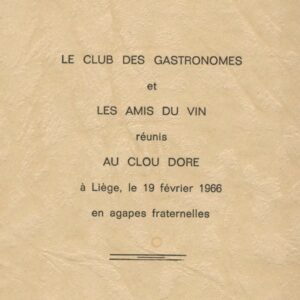 LE CLUB DES GASTRONOMES
et
LES AMIS DU VIN
réunis
AU CLOU DORE
à Liège, le 19 février 1966
en agapes fraternelles